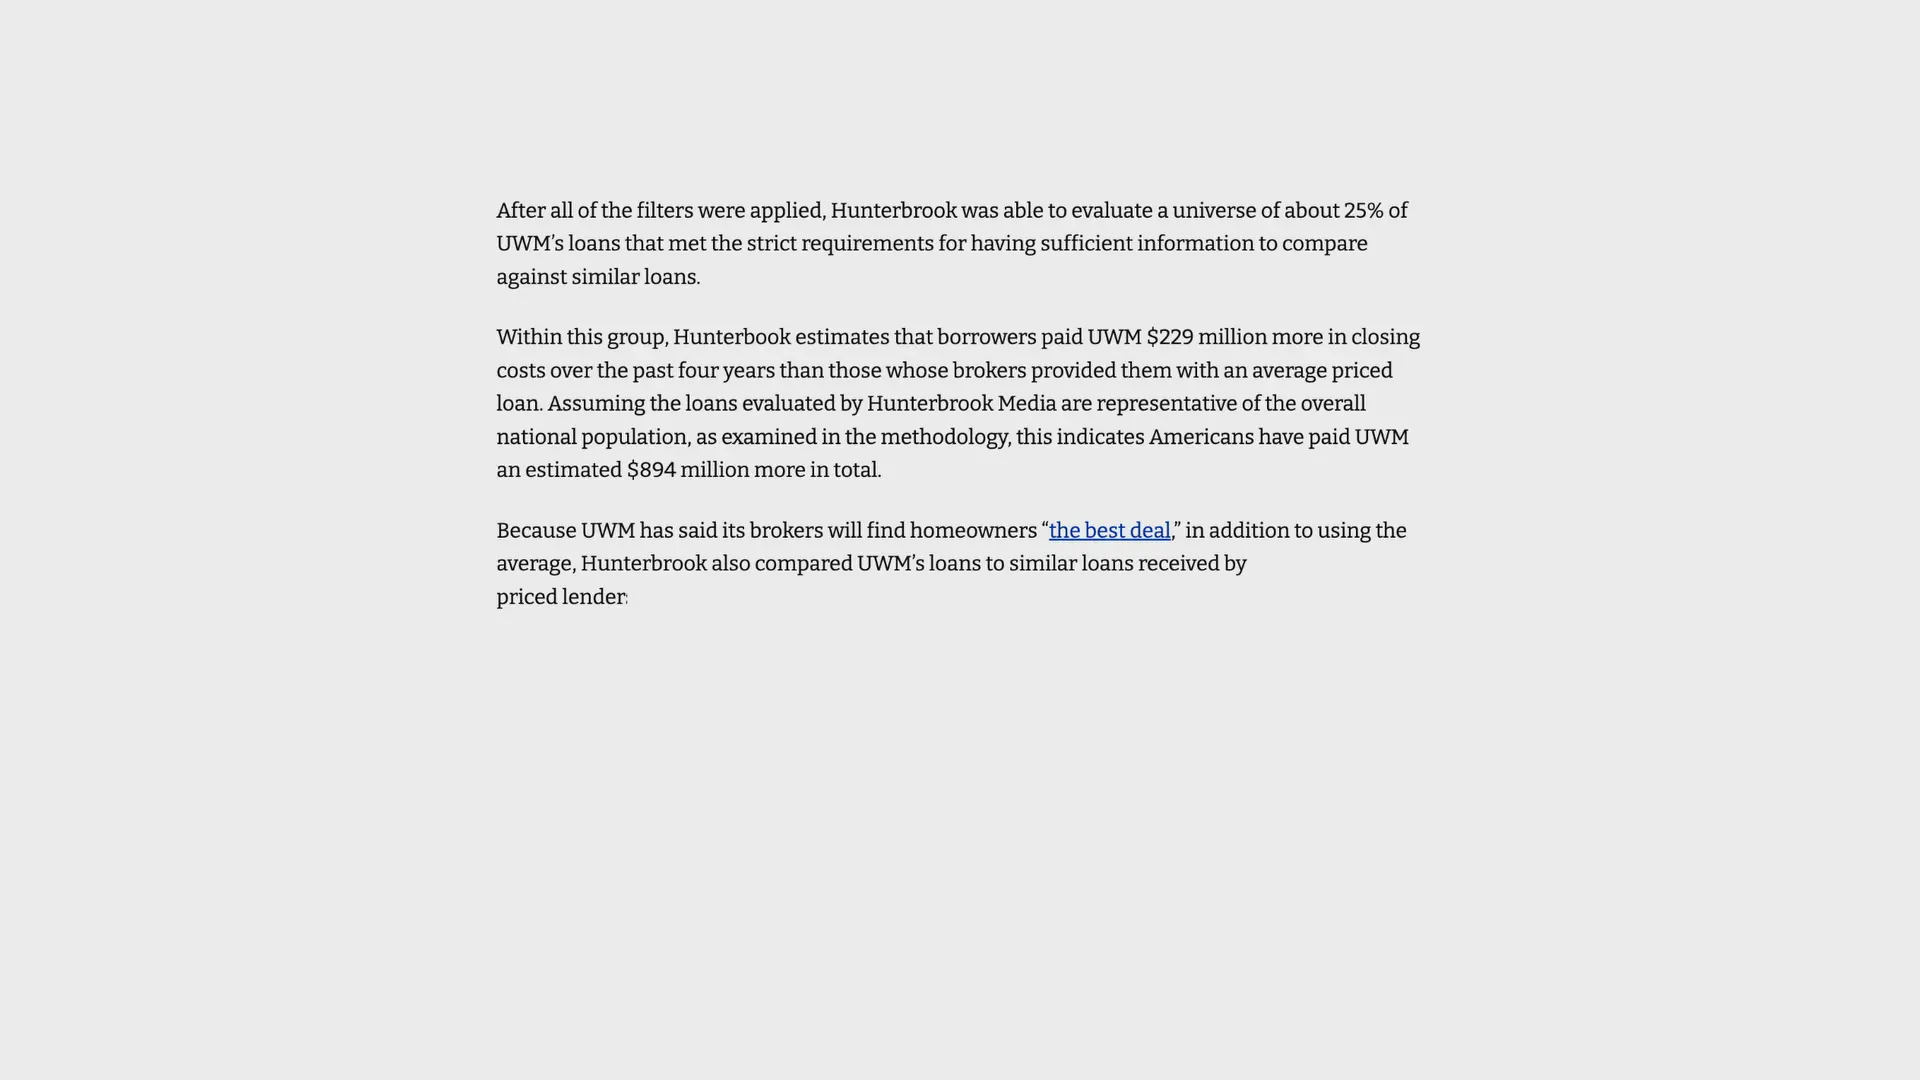 After all of the filters were applied, Hunterbrook was able to evaluate a universe of about 25% of
UWM’s loans that met the strict requirements for having sufficient information to compare
against similar loans.
Within this group, Hunterbook estimates that borrowers paid UWM $229 million more in closing
costs over the past four years than those whose brokers provided them with an average priced
loan. Assuming the loans evaluated by Hunterbrook Media are representative of the overall
national population, as examined in the methodology, this indicates Americans have paid UWM
an estimated $894 million more in total.
Because UWM has said its brokers will find homeowners “the best deal,” in addition to using the
average, Hunterbrook also compared UWM’s loans to similar loans received by
priced lender